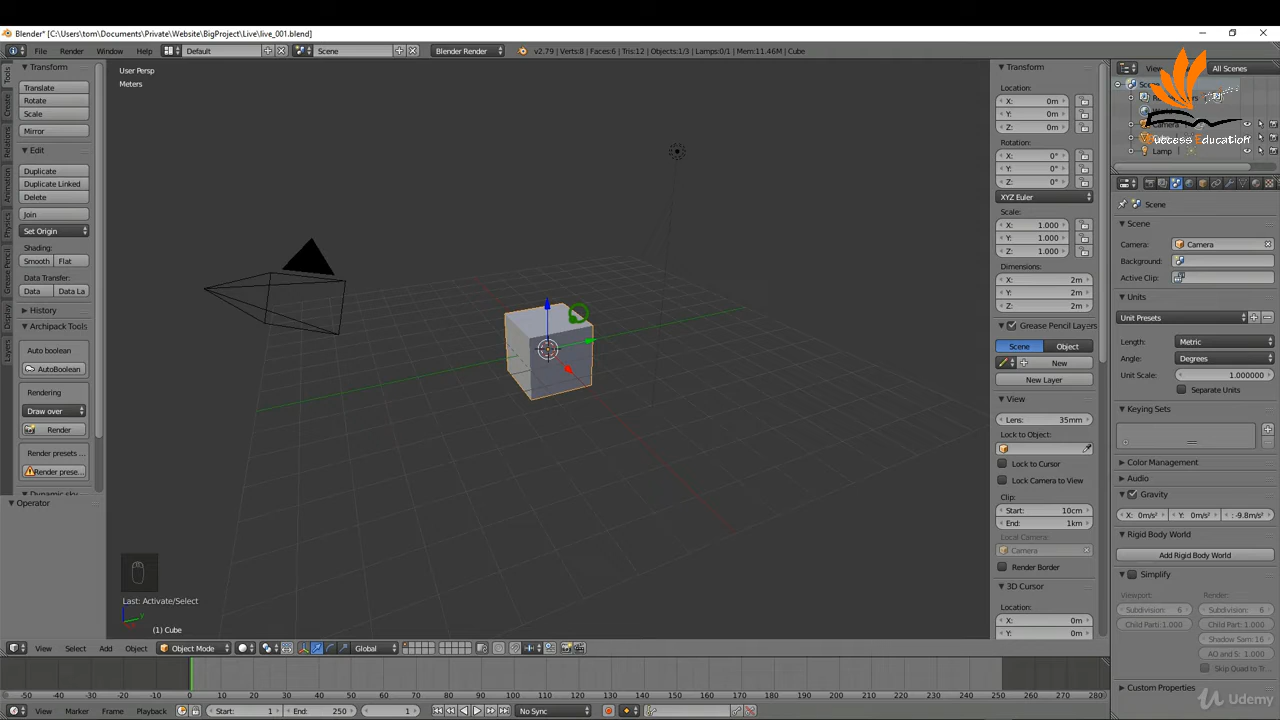 Blender* [C:\Users\tom\Documents\Private\Website\BigProject\Live\live_001.blend]
File Render Window Help Default Scene Blender Render v2.79 | Verts:8 | Faces:6 | Tris:12 | Objects:1/3 | Lamps:0/1 | Mem:11.46M | Cube
Tools
Create
Relations
Animation
Physics
Grease Pencil
Display
Layers
Transform
Translate
Rotate
Scale
Mirror
Edit
Duplicate
Duplicate Linked
Delete
Join
Set Origin
Shading:
Smooth Flat
Data Transfer:
Data Data La
History
Archipack Tools
Auto boolean
AutoBoolean
Rendering
Draw over
Render
Render presets ...
Render prese...
Operator
User Persp
Meters
Last: Activate/Select
(1) Cube
Transform
Location:
X: 0m
Y: 0m
Z: 0m
Rotation:
X: 0°
Y: 0°
Z: 0°
XYZ Euler
Scale:
X: 1.000
Y: 1.000
Z: 1.000
Dimensions:
X: 2m
Y: 2m
Z: 2m
Grease Pencil Layers
Scene Object
New
New Layer
View
Lens: 35mm
Lock to Object:
Lock to Cursor
Lock Camera to View
Clip:
Start: 10cm
End: 1km
Local Camera:
Camera
Render Border
3D Cursor
Location:
X: 0m
Y: 0m
View All Scenes
Camera
Success Education
Lamp
Scene
Scene
Camera: Camera
Background:
Active Clip:
Units
Unit Presets
Length: Metric
Angle: Degrees
Unit Scale: 1.000000
Separate Units
Keying Sets
Color Management
Audio
Gravity
X: 0m/s² Y: 0m/s² : -9.8m/s²
Rigid Body World
Add Rigid Body World
Simplify
Viewport: Render:
Subdivision: 6 Subdivision: 6
Child Parti: 1.000 Child Part: 1.000
Shadow Sam: 16
AO and S: 1.000
Skip Quad to Tr...
Custom Properties
View Select Add Object Object Mode Global
-50 -40 -30 -20 -10 0 10 20 30 40 50 60 70 80 90 100 110 120 130 140 150 160 170 180 190 200 210 220 230 240 250 260 270 280
View Marker Frame Playback Start: 1 End: 250 1 No Sync
Udemy